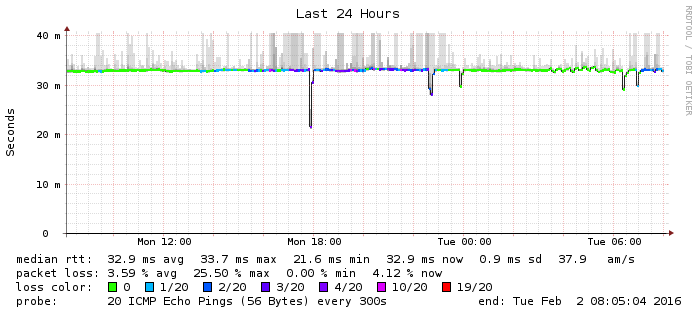 Last 24 Hours
RRDTOOL / TOBI OETIKER
Seconds
40 m
30 m
20 m
10 m
0
Mon 12:00 Mon 18:00 Tue 00:00 Tue 06:00
median rtt: 32.9 ms avg 33.7 ms max 21.6 ms min 32.9 ms now 0.9 ms sd 37.9 am/s
packet loss: 3.59 % avg 25.50 % max 0.00 % min 4.12 % now
loss color: 0 1/20 2/20 3/20 4/20 10/20 19/20
probe: 20 ICMP Echo Pings (56 Bytes) every 300s end: Tue Feb 2 08:05:04 2016